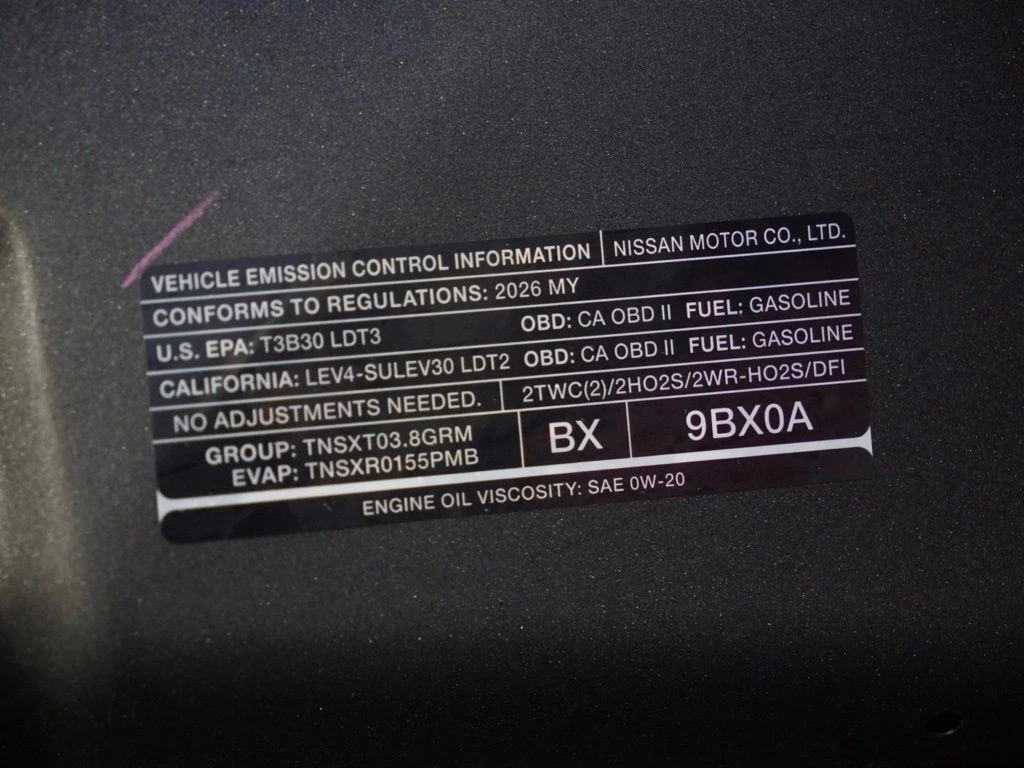 VEHICLE EMISSION CONTROL INFORMATION NISSAN MOTOR CO., LTD.
CONFORMS TO REGULATIONS: 2026 MY
U.S. EPA: T3B30 LDT3 OBD: CA OBD II FUEL: GASOLINE
CALIFORNIA: LEV4-SULEV30 LDT2 OBD: CA OBD II FUEL: GASOLINE
NO ADJUSTMENTS NEEDED. 2TWC(2)/2HO2S/2WR-HO2S/DFI
GROUP: TNSXT03.8GRM BX 9BX0A
EVAP: TNSXR0155PMB
ENGINE OIL VISCOSITY: SAE 0W-20